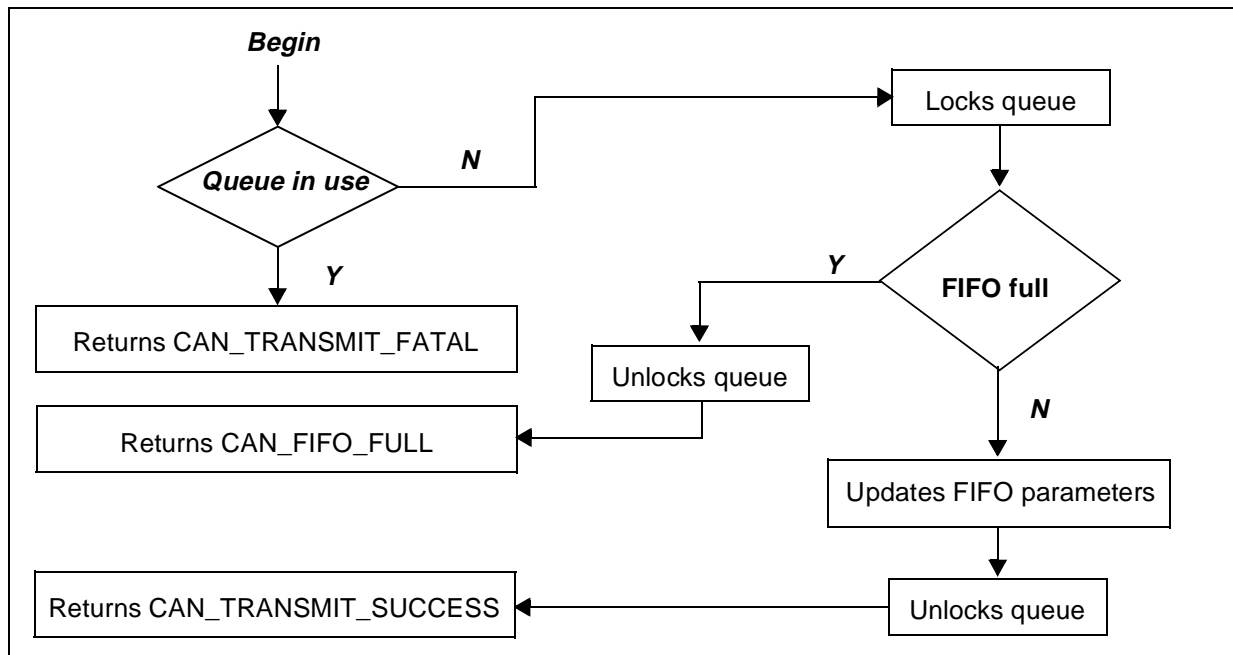 Begin
Locks queue
N
Queue in use
Y
Y
FIFO full
Returns CAN_TRANSMIT_FATAL
Unlocks queue
N
Returns CAN_FIFO_FULL
Updates FIFO parameters
Returns CAN_TRANSMIT_SUCCESS
Unlocks queue